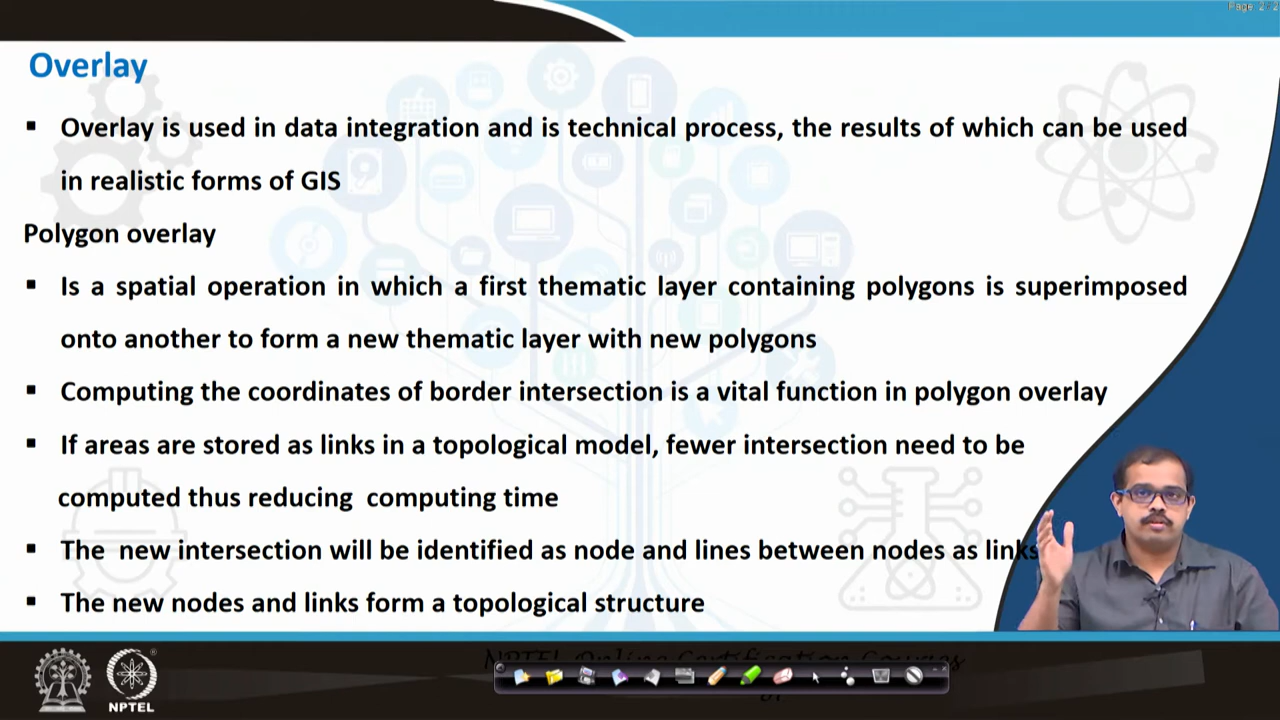 Page 2/2
Overlay
▪ Overlay is used in data integration and is technical process, the results of which can be used
in realistic forms of GIS
Polygon overlay
▪ Is a spatial operation in which a first thematic layer containing polygons is superimposed
onto another to form a new thematic layer with new polygons
▪ Computing the coordinates of border intersection is a vital function in polygon overlay
▪ If areas are stored as links in a topological model, fewer intersection need to be
computed thus reducing computing time
▪ The new intersection will be identified as node and lines between nodes as links
▪ The new nodes and links form a topological structure
NPTEL Online Certification Courses
NPTEL